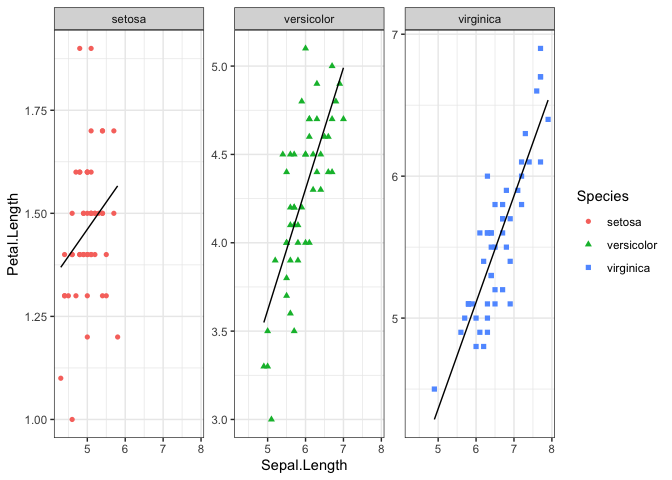 setosa
versicolor
virginica
Petal.Length
1.75
1.50
1.25
1.00
5.0
4.5
4.0
3.5
3.0
7
6
5
5 6 7 8
5 6 7 8
5 6 7 8
Sepal.Length
Species
setosa
versicolor
virginica